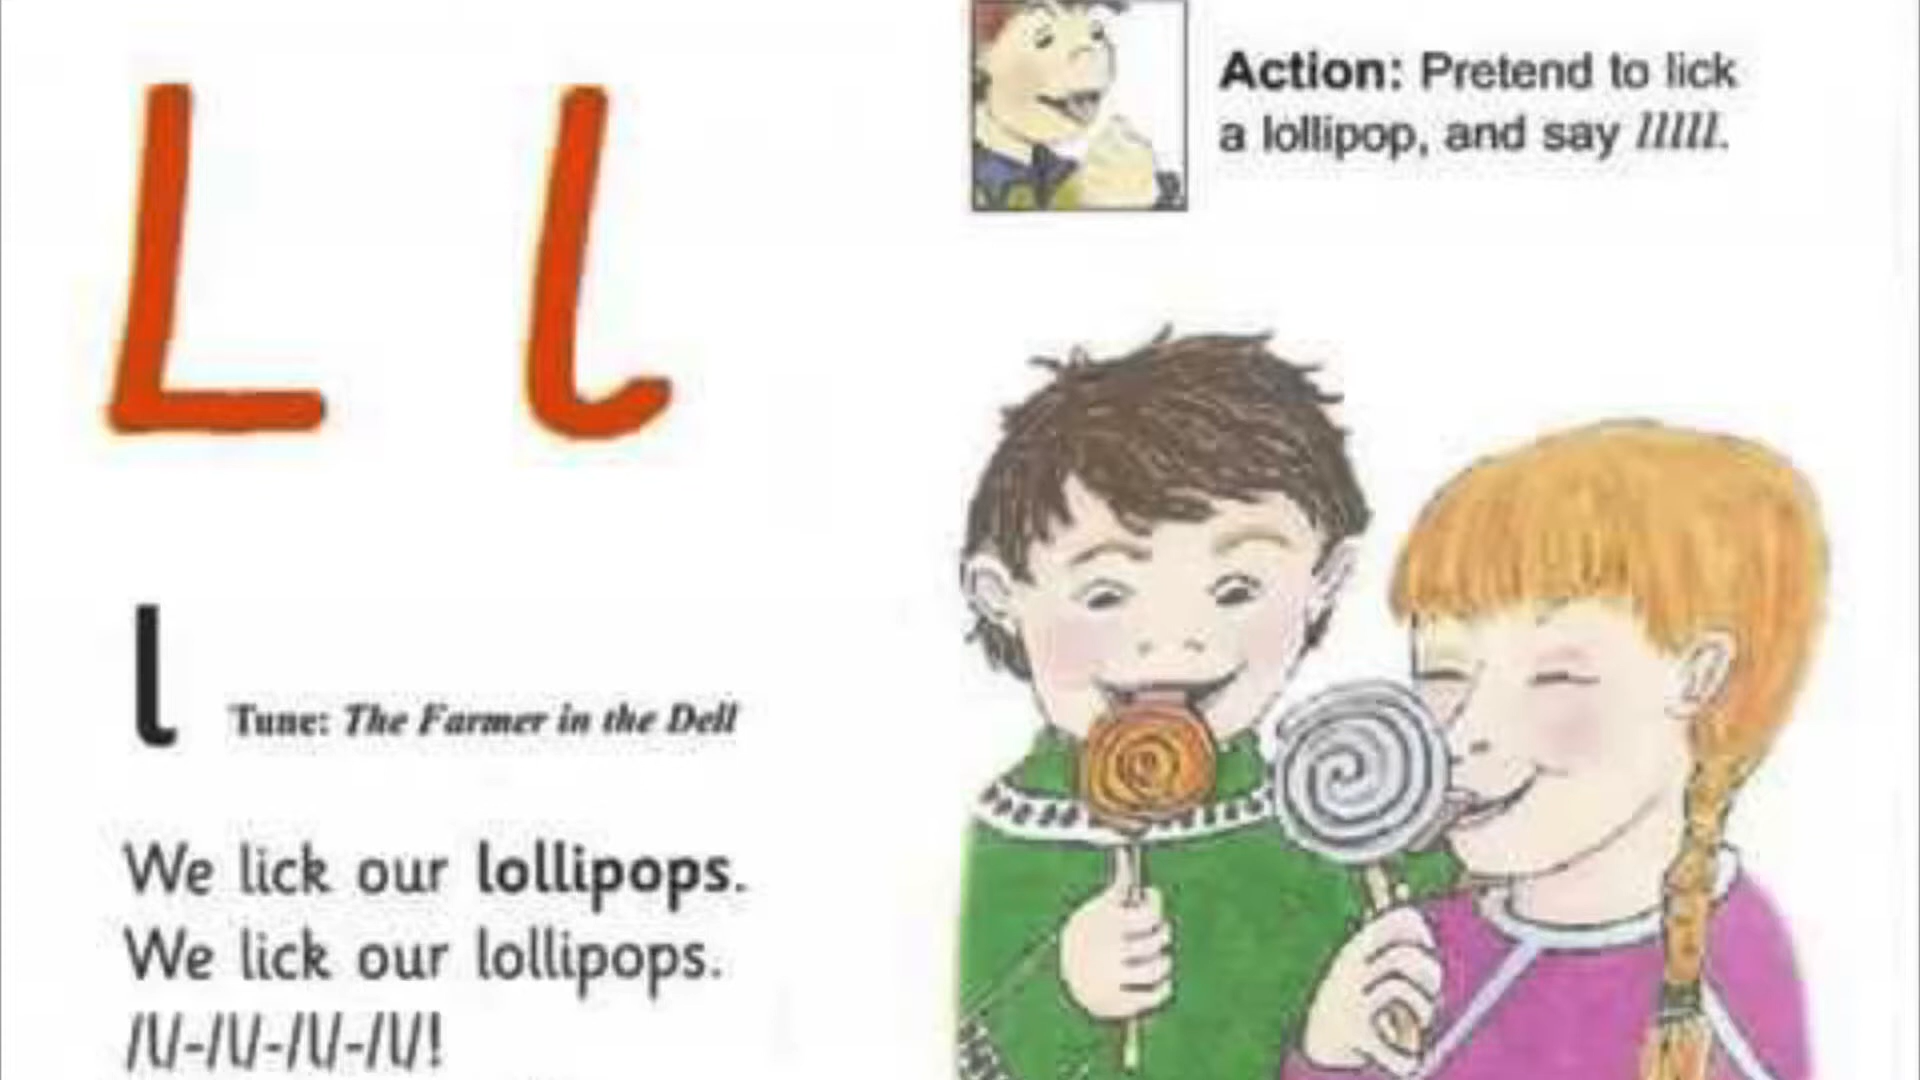 L l
Action: Pretend to lick
a lollipop, and say lllll.
l Tune: The Farmer in the Dell
We lick our lollipops.
We lick our lollipops.
/l/-/l/-/l/-/l/!